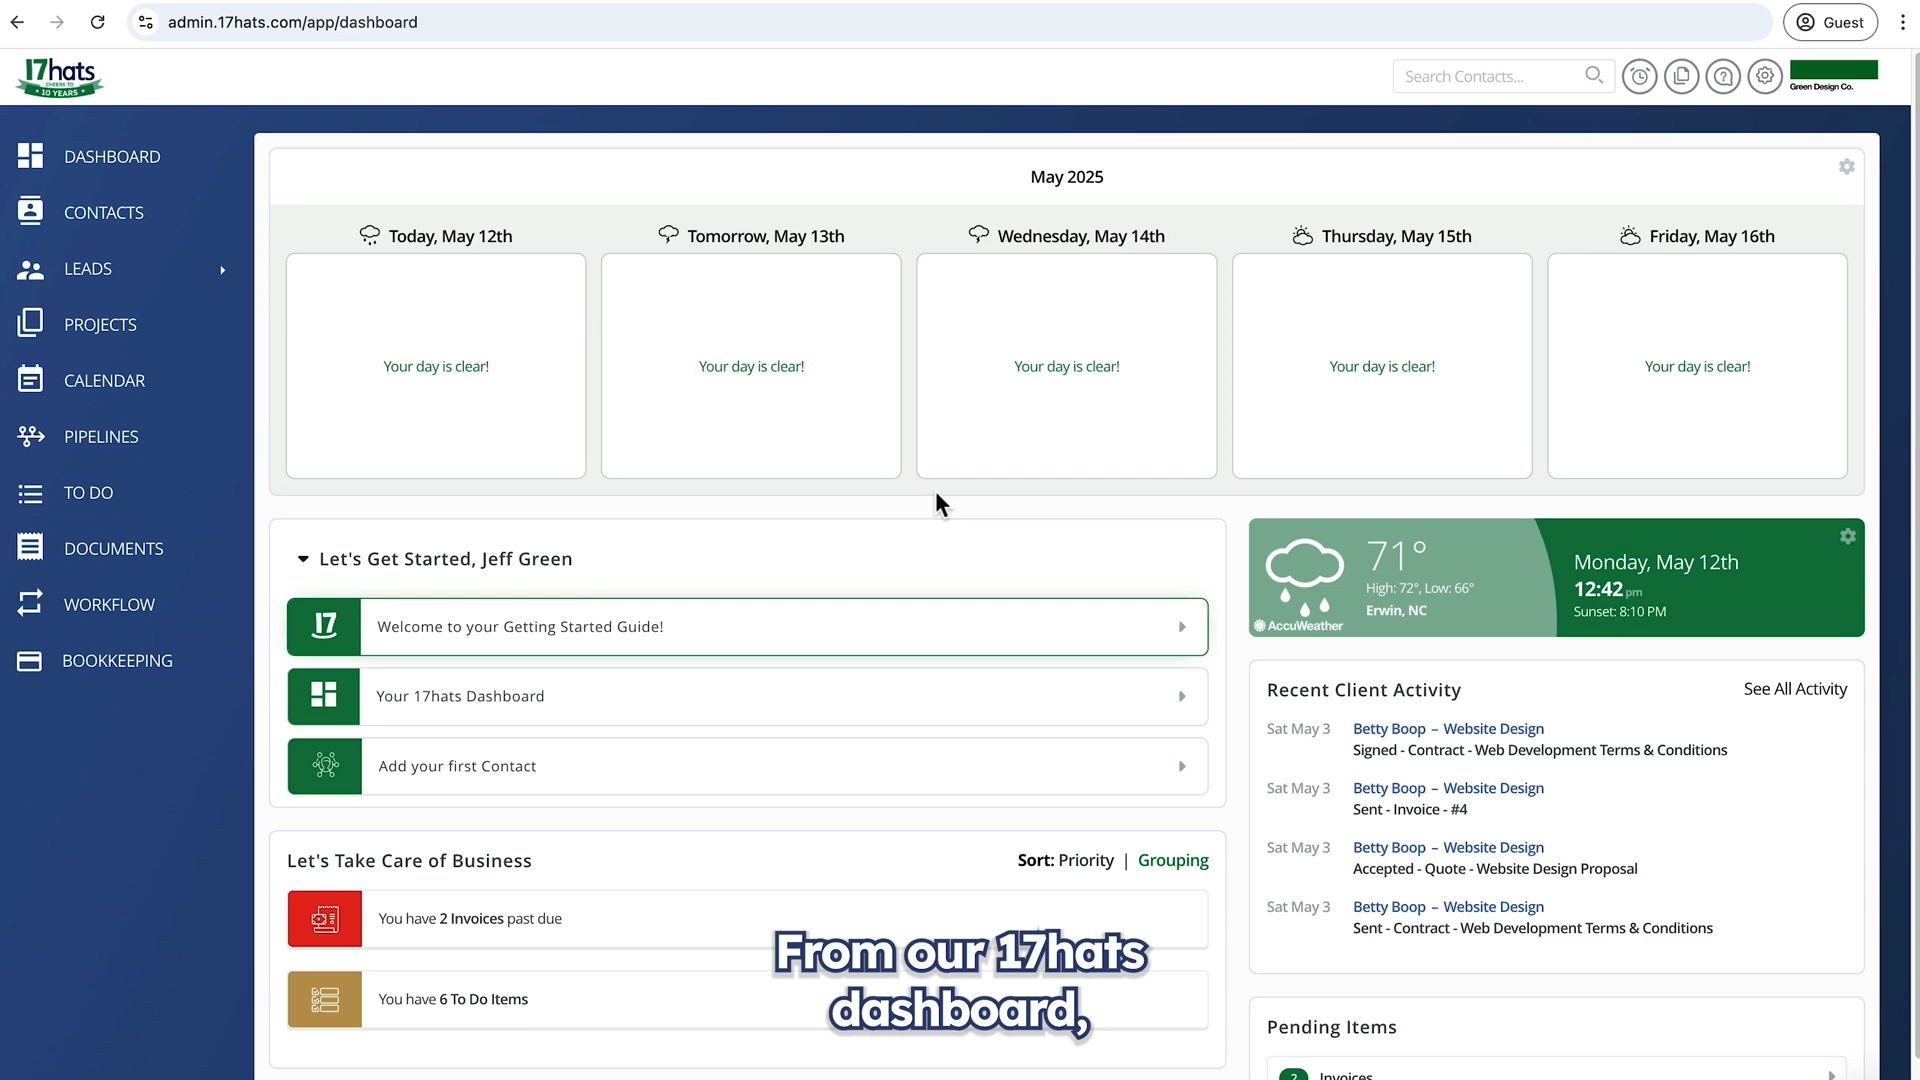 admin.17hats.com/app/dashboard
Guest
17hats
CHEERS TO
10 YEARS
Search Contacts...
Green Design Co.
DASHBOARD
CONTACTS
LEADS
PROJECTS
CALENDAR
PIPELINES
TO DO
DOCUMENTS
WORKFLOW
BOOKKEEPING
May 2025
Today, May 12th
Tomorrow, May 13th
Wednesday, May 14th
Thursday, May 15th
Friday, May 16th
Your day is clear!
Your day is clear!
Your day is clear!
Your day is clear!
Your day is clear!
Let's Get Started, Jeff Green
17
Welcome to your Getting Started Guide!
Your 17hats Dashboard
Add your first Contact
Let's Take Care of Business
Sort: Priority | Grouping
You have 2 Invoices past due
You have 6 To Do Items
71°
High: 72°, Low: 66°
Erwin, NC
AccuWeather
Monday, May 12th
12:42 pm
Sunset: 8:10 PM
Recent Client Activity
See All Activity
Sat May 3
Betty Boop – Website Design
Signed - Contract - Web Development Terms & Conditions
Sat May 3
Betty Boop – Website Design
Sent - Invoice - #4
Sat May 3
Betty Boop – Website Design
Accepted - Quote - Website Design Proposal
Sat May 3
Betty Boop – Website Design
Sent - Contract - Web Development Terms & Conditions
Pending Items
2
Invoices
From our 17hats
dashboard,